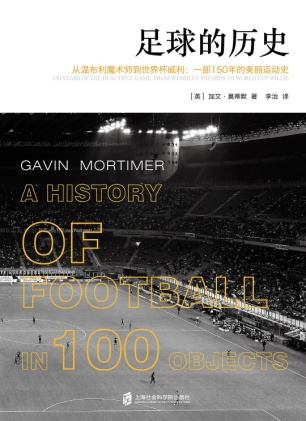 足球的历史
从温布利魔术师到世界杯威利：一部150年的美丽运动史
150 YEARS OF THE BEAUTIFUL GAME, FROM WEMBLEY WIZARDS TO WORLD CUP WILLIE
［英］加文·莫蒂默 著 李治 译
GAVIN MORTIMER
A HISTORY
OF
FOOTBALL
IN 100 OBJECTS
上海社会科学院出版社